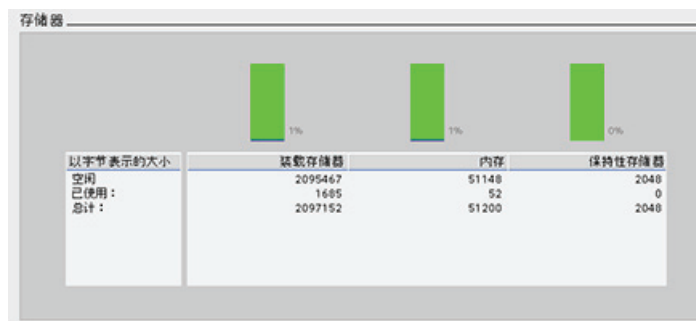 存储器
1% 1% 0%
以字节表示的大小 装载存储器 内存 保持性存储器
空闲 2095467 51148 2048
已使用： 1685 52 0
总计： 2097152 51200 2048